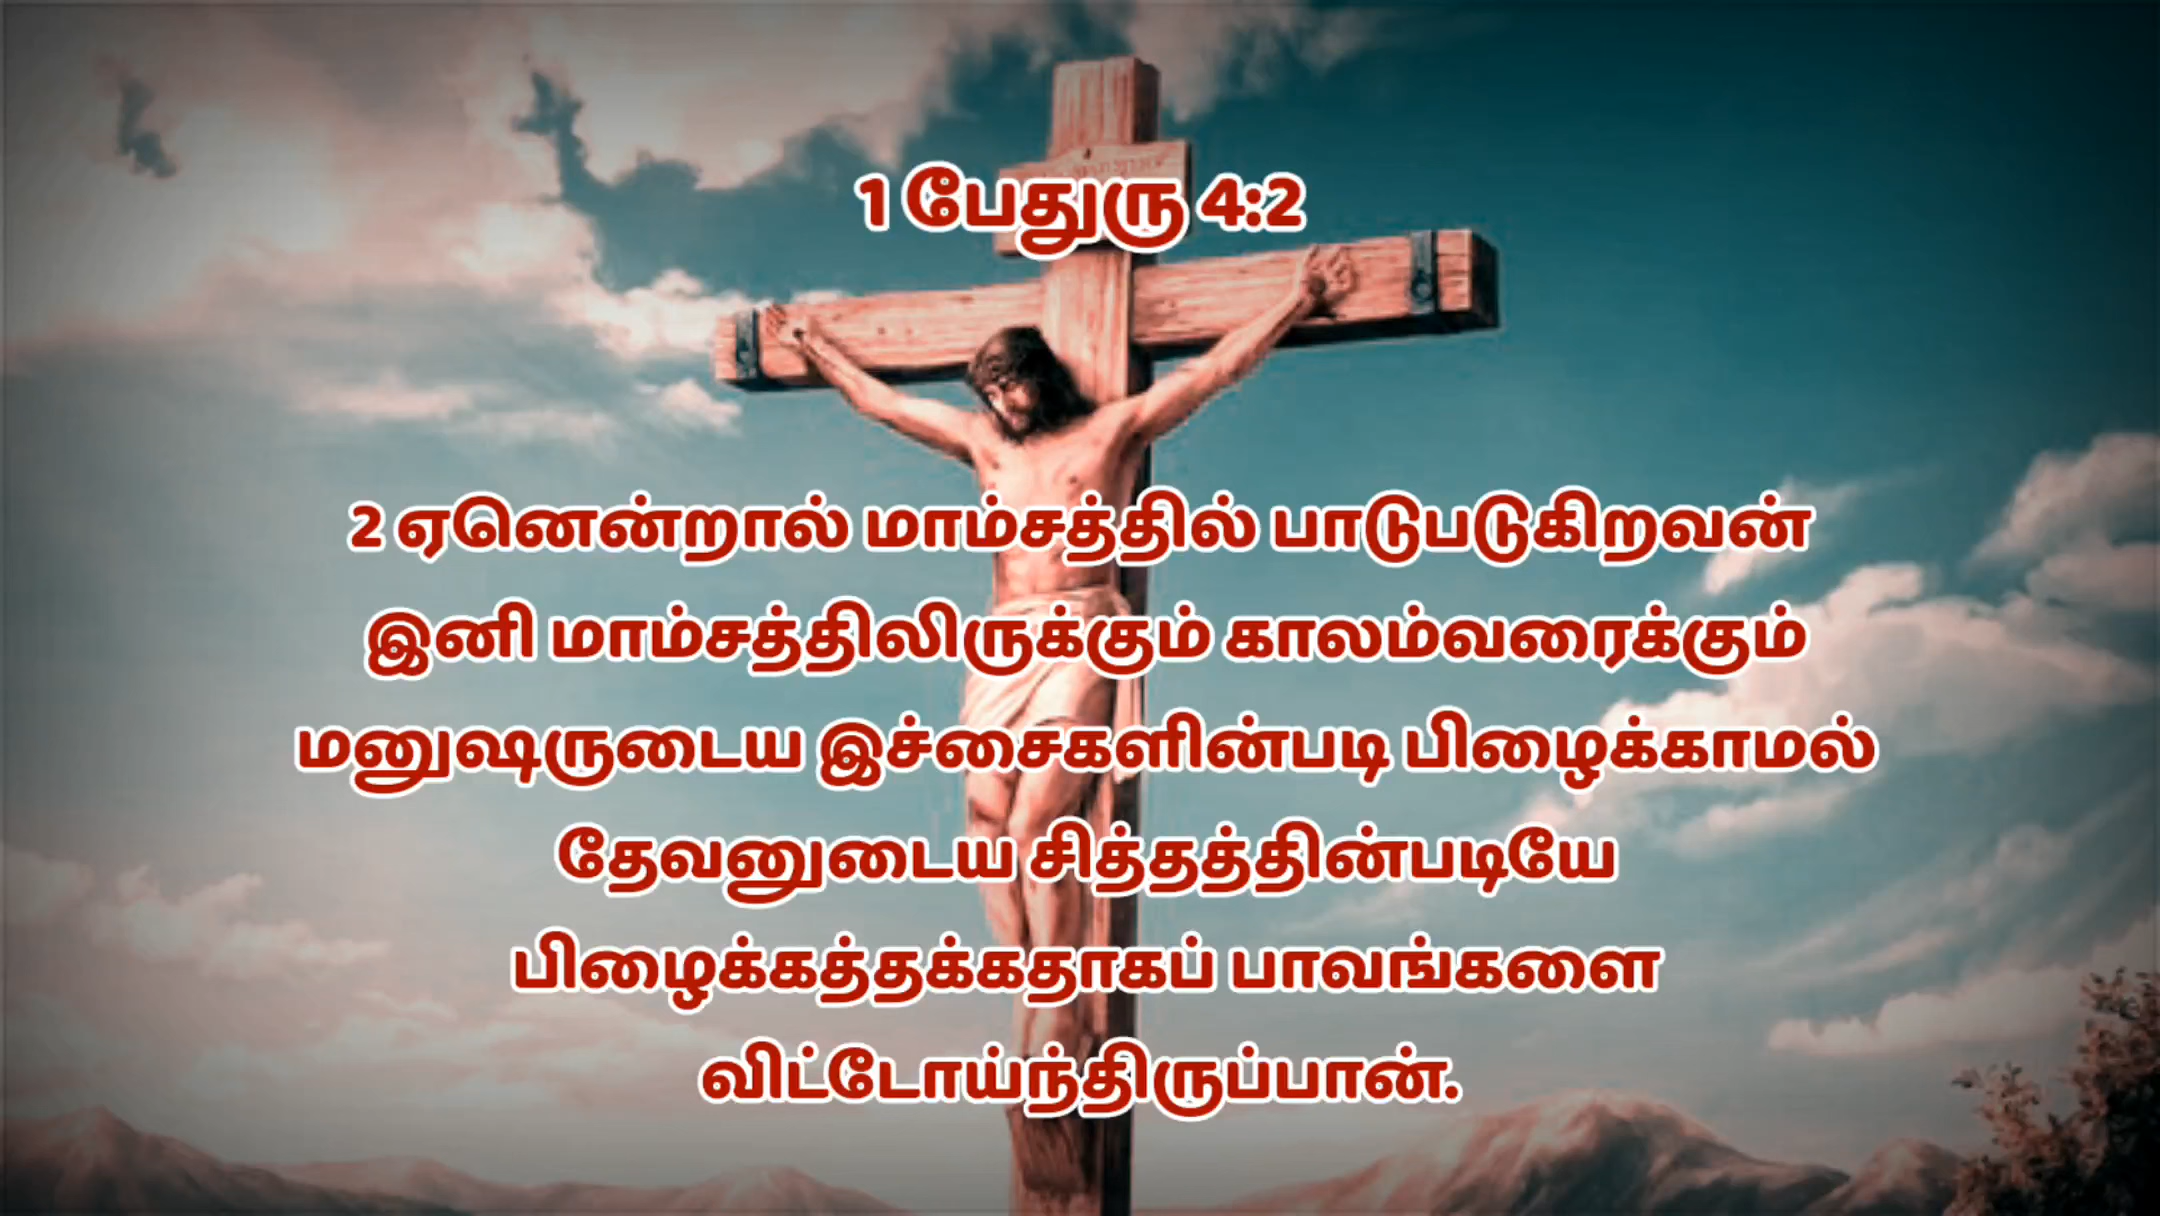 1 பேதுரு 4:2
2 ஏனென்றால் மாம்சத்தில் பாடுபடுகிறவன்
இனி மாம்சத்திலிருக்கும் காலம்வரைக்கும்
மனுஷருடைய இச்சைகளின்படி பிழைக்காமல்
தேவனுடைய சித்தத்தின்படியே
பிழைக்கத்தக்கதாகப் பாவங்களை
விட்டோய்ந்திருப்பான்.